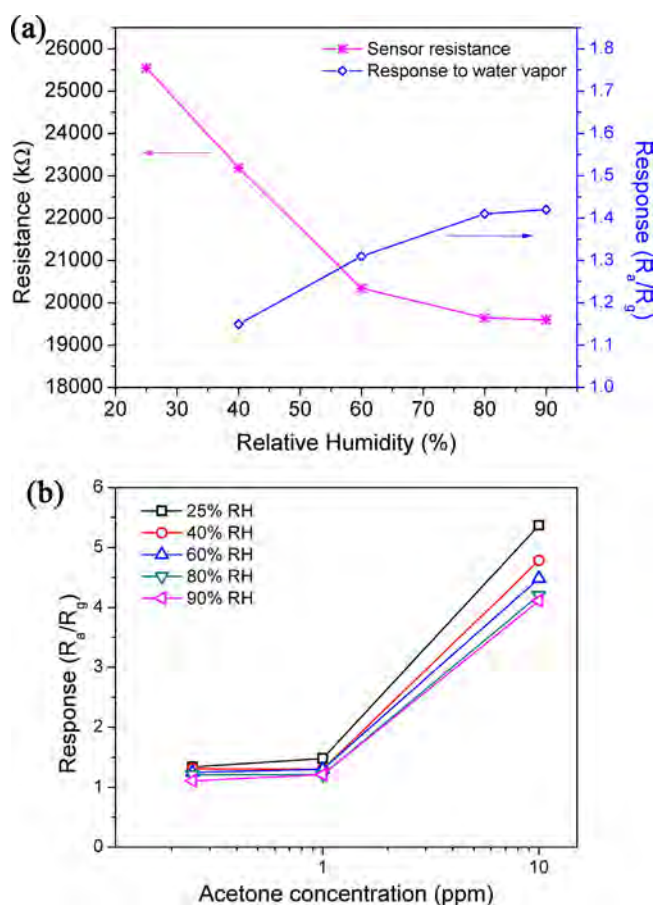 (a)
Sensor resistance
Response to water vapor
26000
25000
24000
23000
22000
21000
20000
19000
18000
Resistance (kΩ)
1.8
1.7
1.6
1.5
1.4
1.3
1.2
1.1
1.0
Response (Ra/Rg)
20 30 40 50 60 70 80 90
Relative Humidity (%)
(b)
25% RH
40% RH
60% RH
80% RH
90% RH
6
5
4
3
2
1
0
Response (Ra/Rg)
1 10
Acetone concentration (ppm)